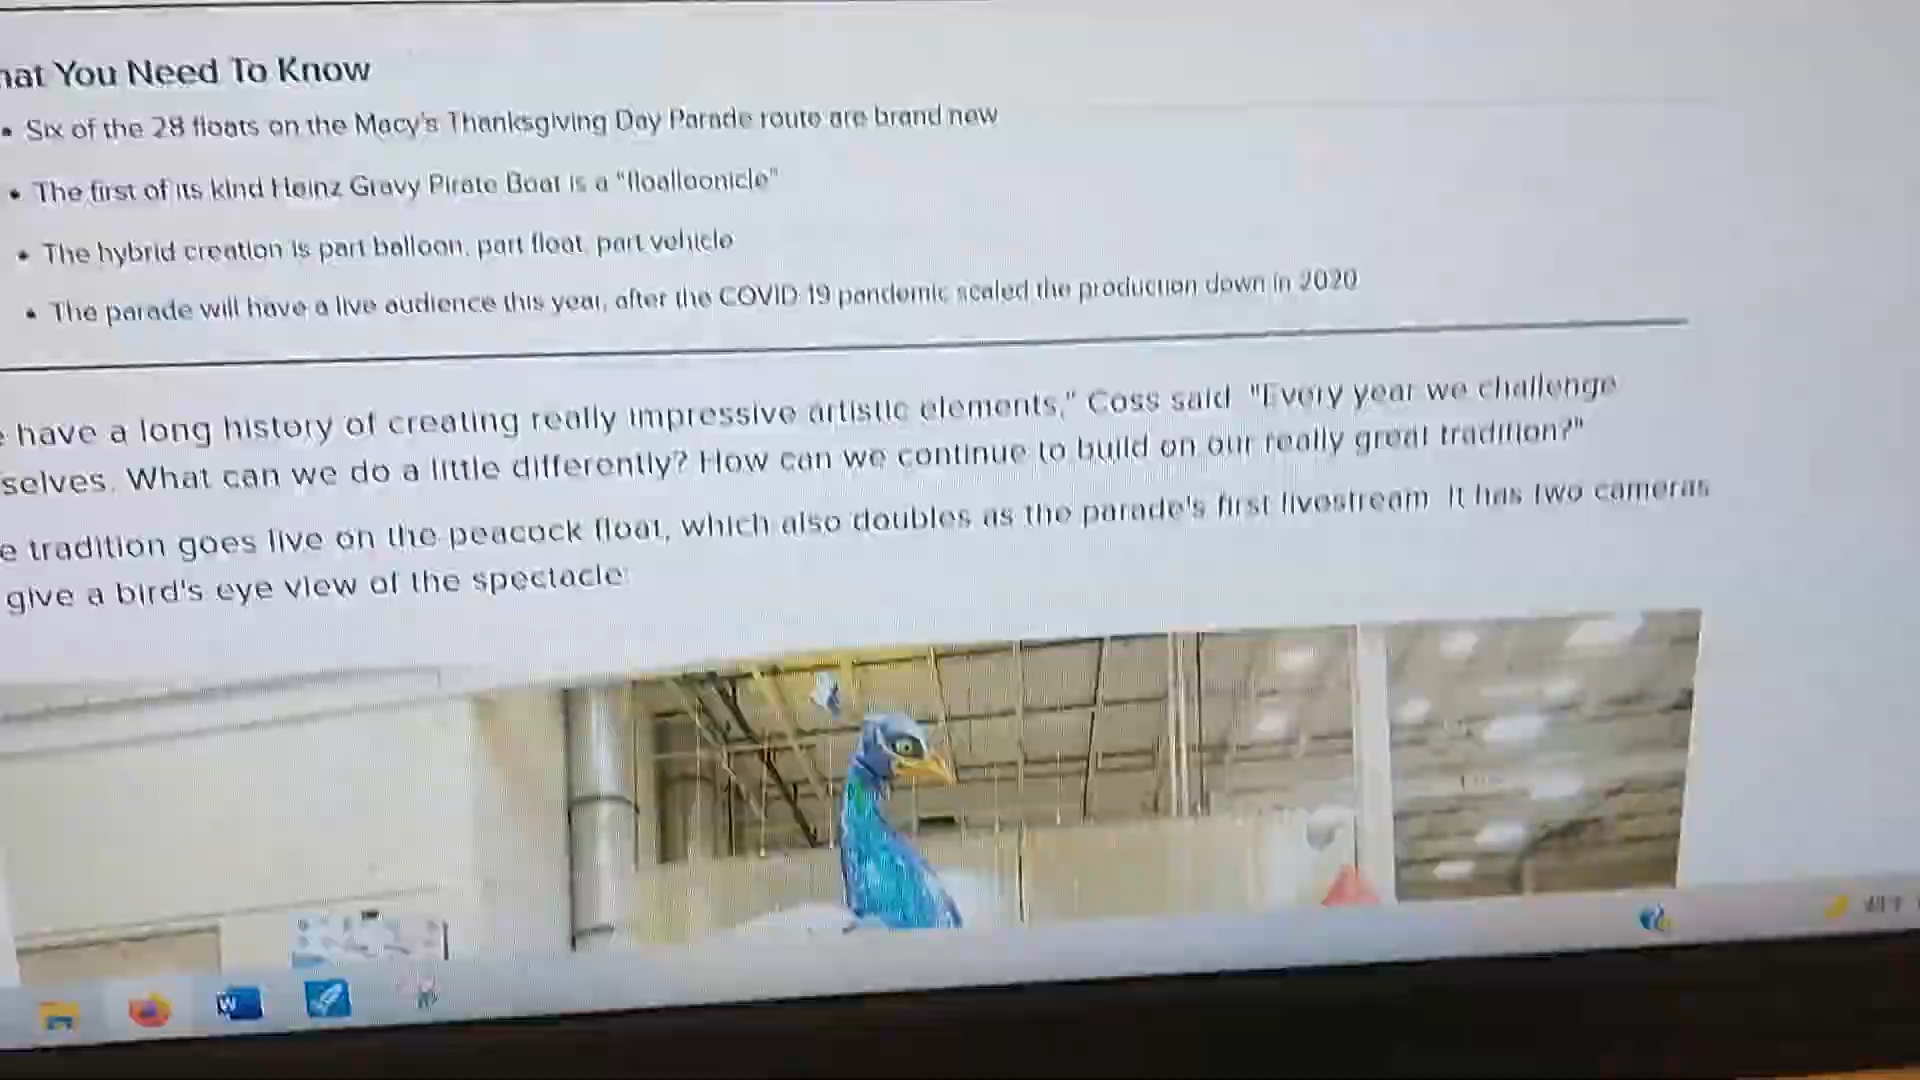 hat You Need To Know
• Six of the 28 floats on the Macy's Thanksgiving Day Parade route are brand new
• The first of its kind Heinz Gravy Pirate Boat is a "floalloonicle"
• The hybrid creation is part balloon, part float, part vehicle
• The parade will have a live audience this year, after the COVID-19 pandemic scaled the production down in 2020
have a long history of creating really impressive artistic elements," Coss said. "Every year we challenge
selves. What can we do a little differently? How can we continue to build on our really great tradition?"
e tradition goes live on the peacock float, which also doubles as the parade's first livestream. It has two cameras
give a bird's eye view of the spectacle.
W